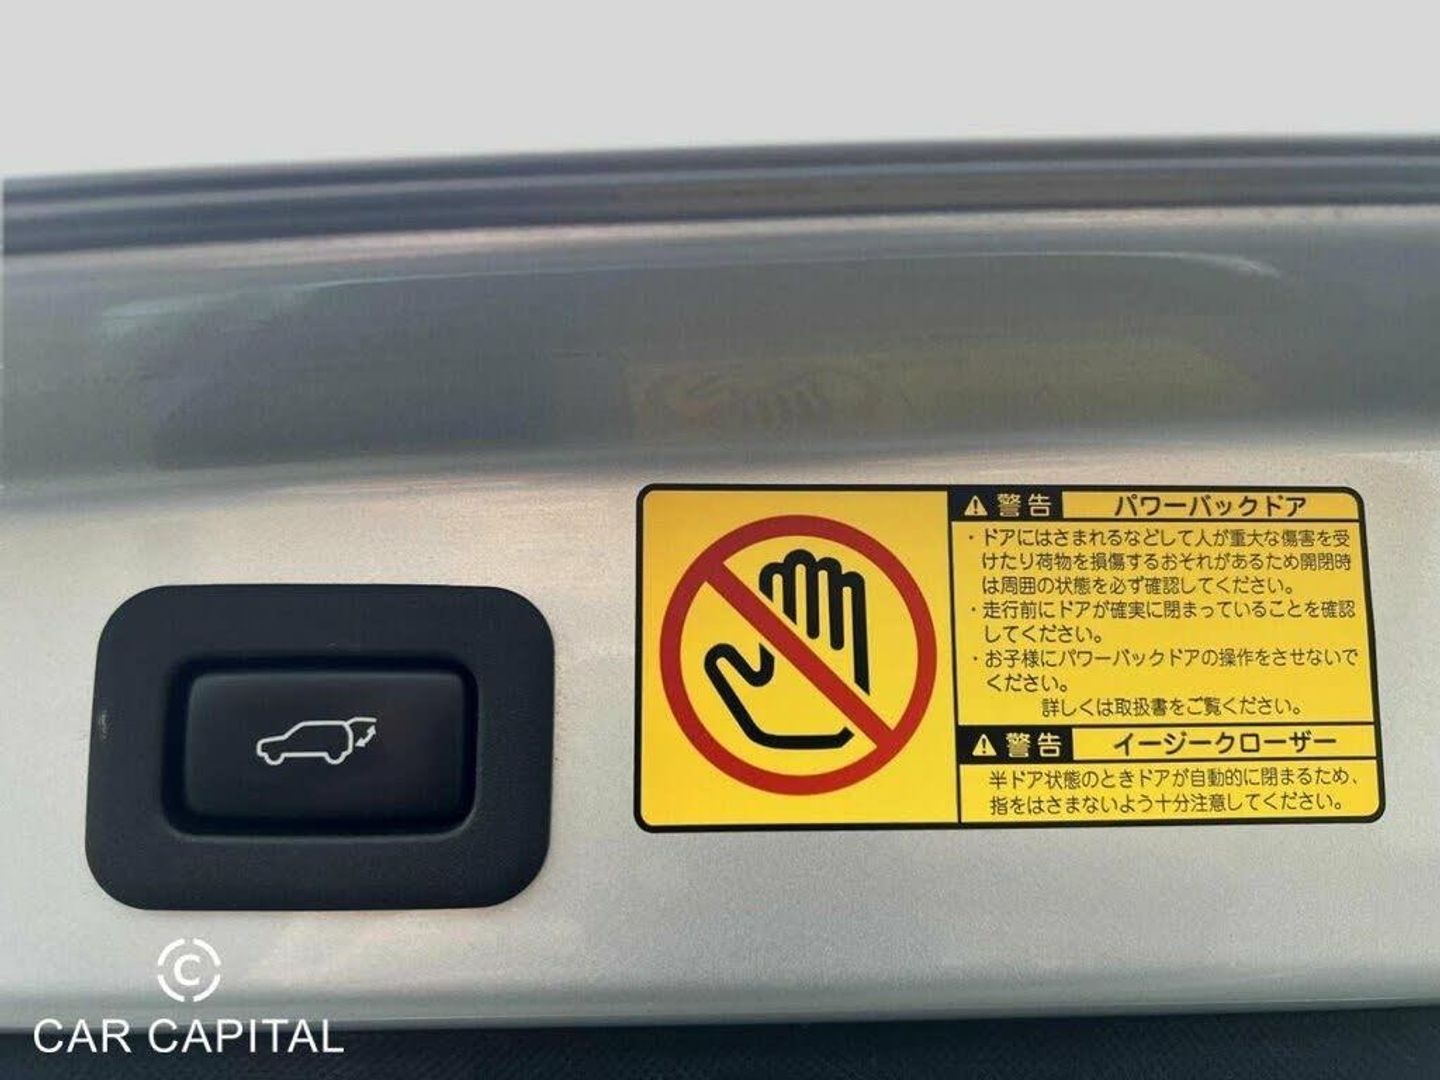 警告 パワーバックドア
・ドアにはさまれるなどして人が重大な傷害を受
けたり荷物を損傷するおそれがあるため開閉時
は周囲の状態を必ず確認してください。
・走行前にドアが確実に閉まっていることを確認
してください。
・お子様にパワーバックドアの操作をさせないで
ください。
詳しくは取扱書をご覧ください。
警告 イージークローザー
半ドア状態のときドアが自動的に閉まるため、
指をはさまないよう十分注意してください。
C
CAR CAPITAL